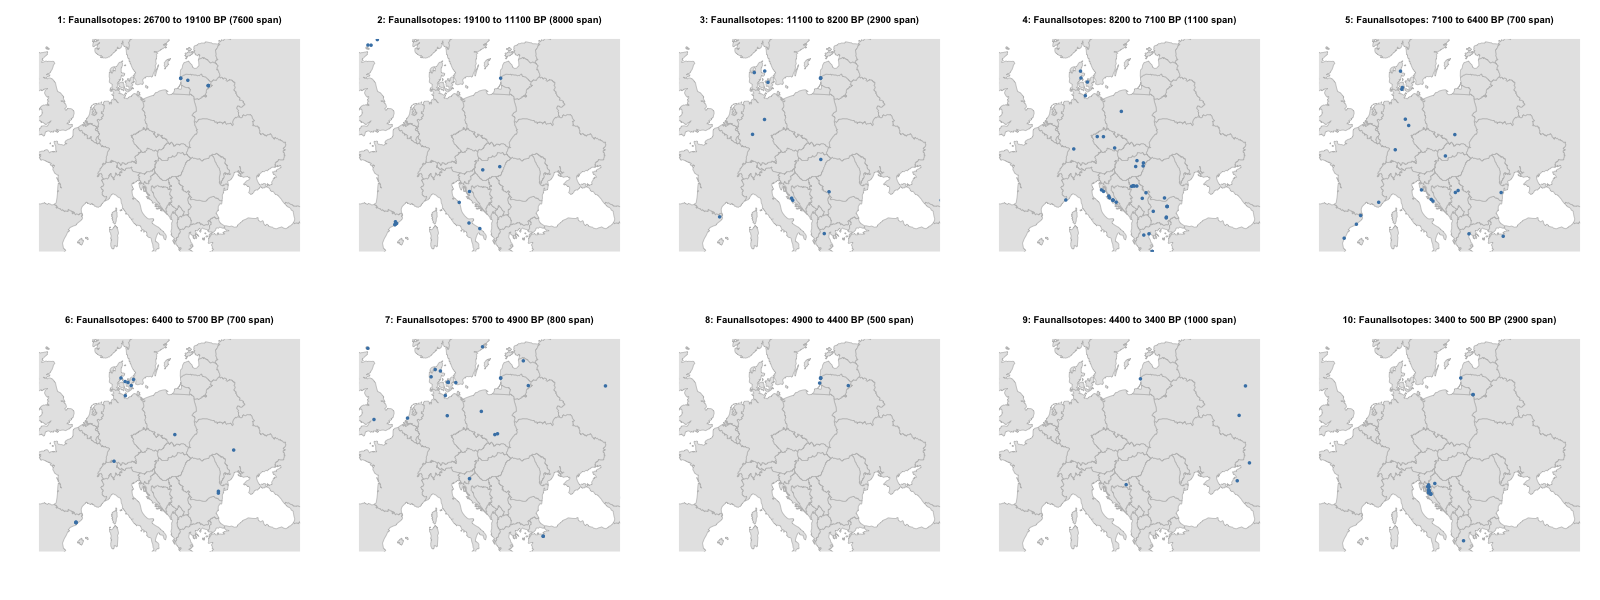 1: FaunalIsotopes: 26700 to 19100 BP (7600 span)
2: FaunalIsotopes: 19100 to 11100 BP (8000 span)
3: FaunalIsotopes: 11100 to 8200 BP (2900 span)
4: FaunalIsotopes: 8200 to 7100 BP (1100 span)
5: FaunalIsotopes: 7100 to 6400 BP (700 span)
6: FaunalIsotopes: 6400 to 5700 BP (700 span)
7: FaunalIsotopes: 5700 to 4900 BP (800 span)
8: FaunalIsotopes: 4900 to 4400 BP (500 span)
9: FaunalIsotopes: 4400 to 3400 BP (1000 span)
10: FaunalIsotopes: 3400 to 500 BP (2900 span)